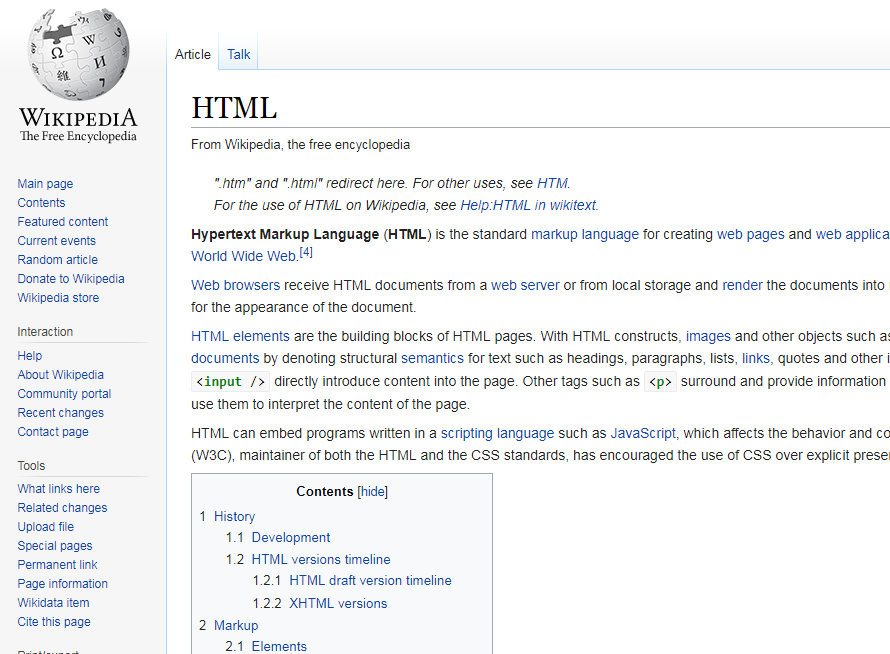 WIKIPEDIA
The Free Encyclopedia
Main page
Contents
Featured content
Current events
Random article
Donate to Wikipedia
Wikipedia store
Interaction
Help
About Wikipedia
Community portal
Recent changes
Contact page
Tools
What links here
Related changes
Upload file
Special pages
Permanent link
Page information
Wikidata item
Cite this page
Article Talk
HTML
From Wikipedia, the free encyclopedia
".htm" and ".html" redirect here. For other uses, see HTM.
For the use of HTML on Wikipedia, see Help:HTML in wikitext.
Hypertext Markup Language (HTML) is the standard markup language for creating web pages and web applica
World Wide Web.[4]
Web browsers receive HTML documents from a web server or from local storage and render the documents into
for the appearance of the document.
HTML elements are the building blocks of HTML pages. With HTML constructs, images and other objects such as
documents by denoting structural semantics for text such as headings, paragraphs, lists, links, quotes and other i
<input /> directly introduce content into the page. Other tags such as <p> surround and provide information
use them to interpret the content of the page.
HTML can embed programs written in a scripting language such as JavaScript, which affects the behavior and co
(W3C), maintainer of both the HTML and the CSS standards, has encouraged the use of CSS over explicit prese
Contents [hide]
1 History
1.1 Development
1.2 HTML versions timeline
1.2.1 HTML draft version timeline
1.2.2 XHTML versions
2 Markup
2.1 Elements